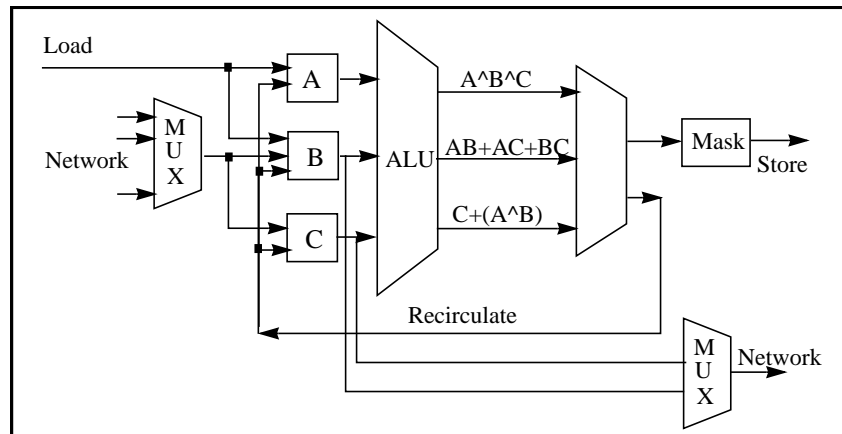 Load
A
A^B^C
M
U
X
Network
B
ALU
AB+AC+BC
Mask
Store
C
C+(A^B)
Recirculate
M
U
X
Network